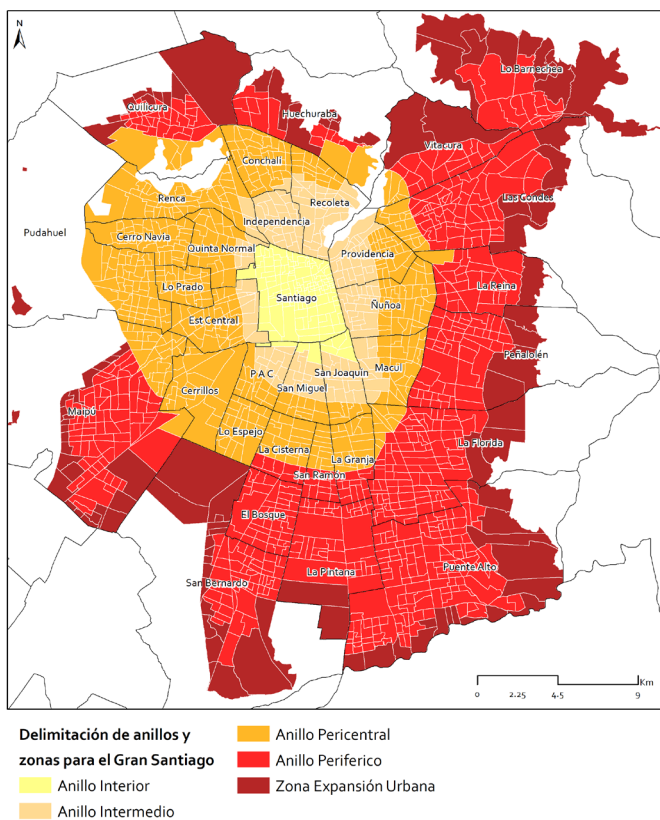 N
Lo Barnechea
Quilicura
Huechuraba
Vitacura
Conchalí
Las Condes
Renca
Recoleta
Independencia
Pudahuel
Cerro Navia
Quinta Normal
Providencia
Lo Prado
Santiago
La Reina
Ñuñoa
Est Central
Peñalolén
P A C
San Joaquin
Macul
San Miguel
Cerrillos
Maipú
Lo Espejo
La Florida
La Cisterna
La Granja
San Ramón
El Bosque
La Pintana
Puente Alto
San Bernardo
Km
0 2.25 4.5 9
Delimitación de anillos y
zonas para el Gran Santiago
Anillo Interior
Anillo Intermedio
Anillo Pericentral
Anillo Periferico
Zona Expansión Urbana